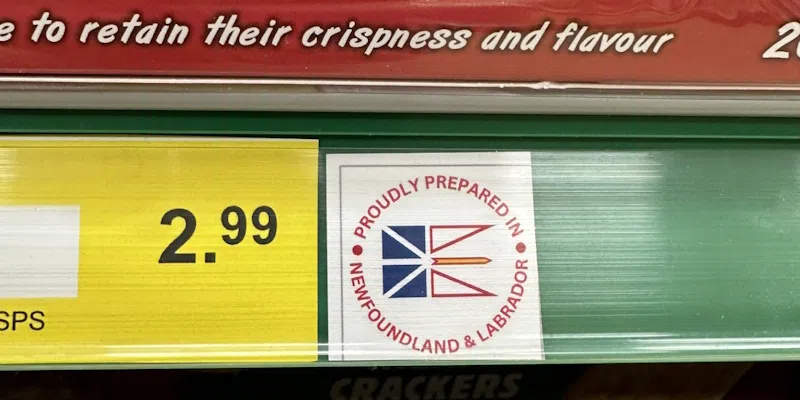 e to retain their crispness and flavour
2.99
SPS
PROUDLY PREPARED IN
NEWFOUNDLAND & LABRADOR
CRACKERS